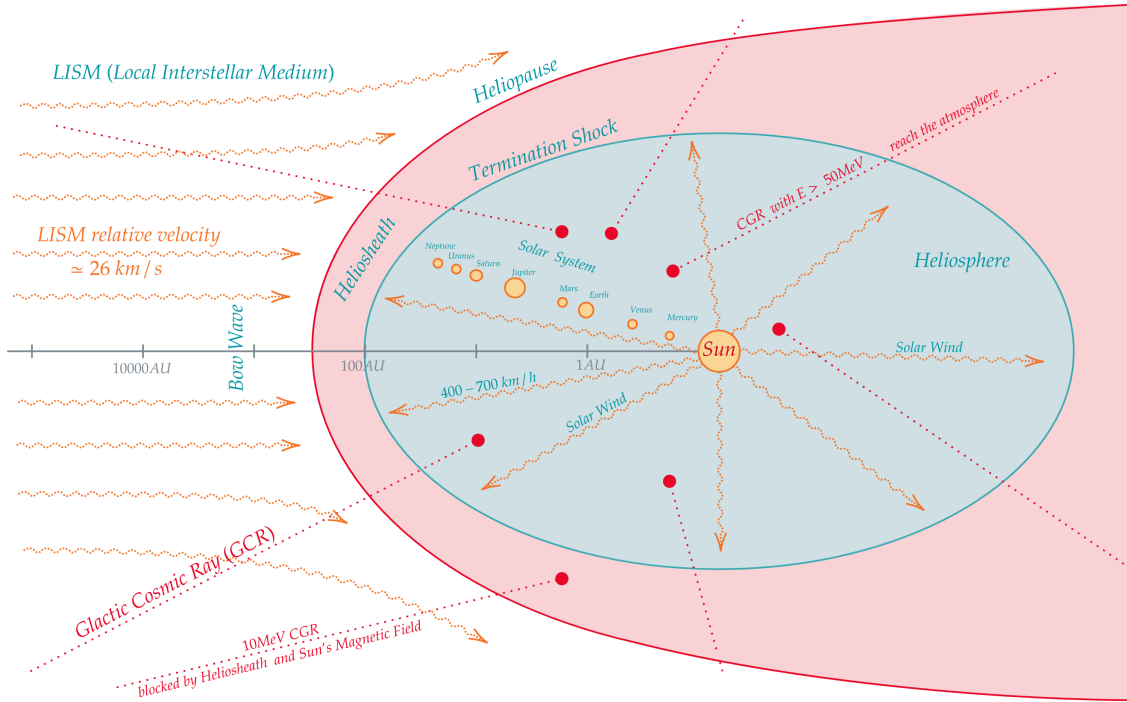 LISM (Local Interstellar Medium)
Heliopause
Termination Shock
reach the atmosphere
CGR with E > 50MeV
LISM relative velocity
≃ 26 km/s
Heliosheath
Solar System
Neptune
Uranus
Saturn
Jupiter
Mars
Earth
Venus
Mercury
Heliosphere
Bow Wave
Sun
Solar Wind
10000AU
100AU
1AU
400 – 700 km/h
Solar Wind
Glactic Cosmic Ray (GCR)
10MeV CGR
blocked by Heliosheath and Sun's Magnetic Field